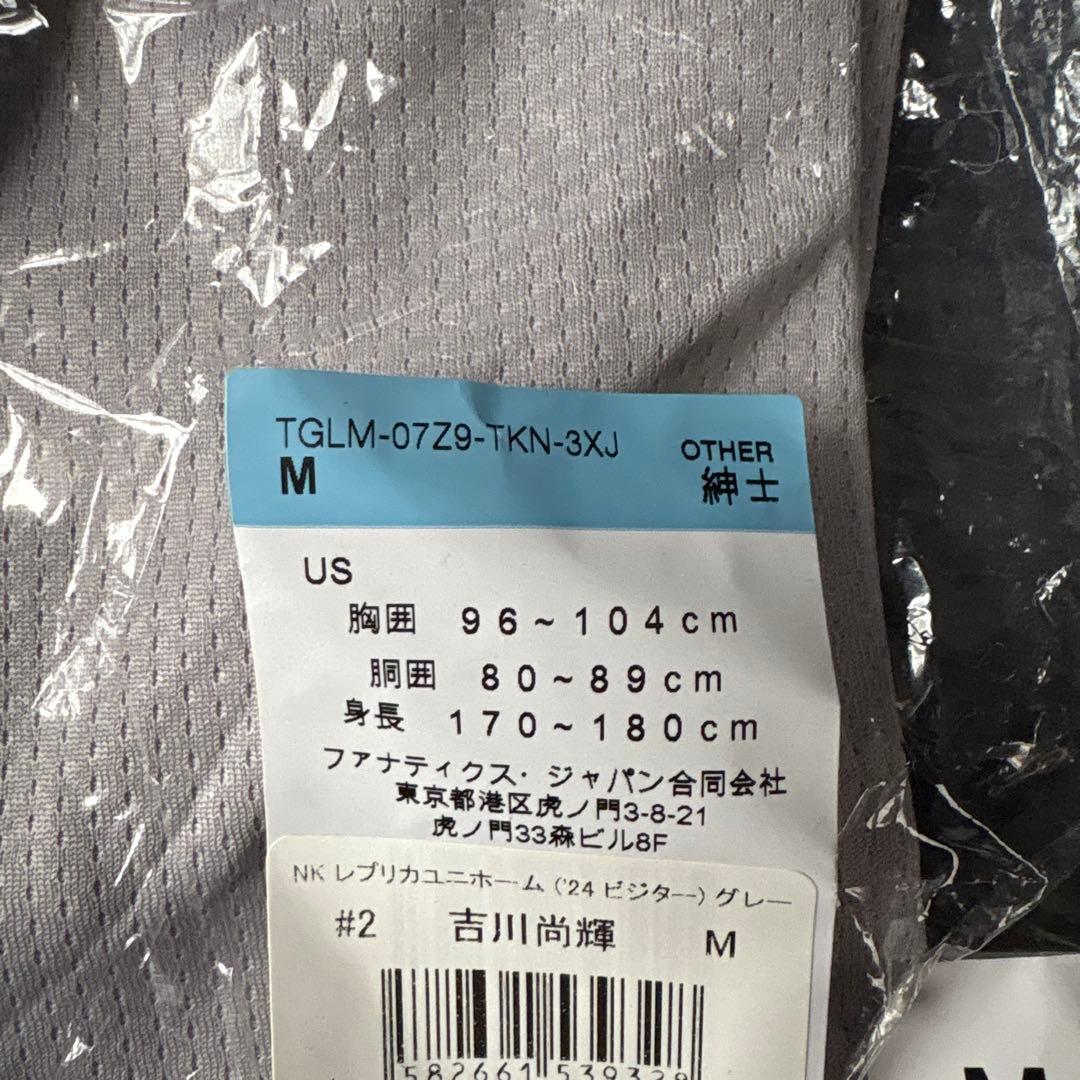 TGLM-07Z9-TKN-3XJ OTHER
M 紳士
US
胸囲 96~104cm
胴囲 80~89cm
身長 170~180cm
ファナティクス・ジャパン合同会社
東京都港区虎ノ門3-8-21
虎ノ門33森ビル8F
NK レプリカユニホーム ('24 ビジター) グレー
#2 吉川尚輝 M
582661 539329
M